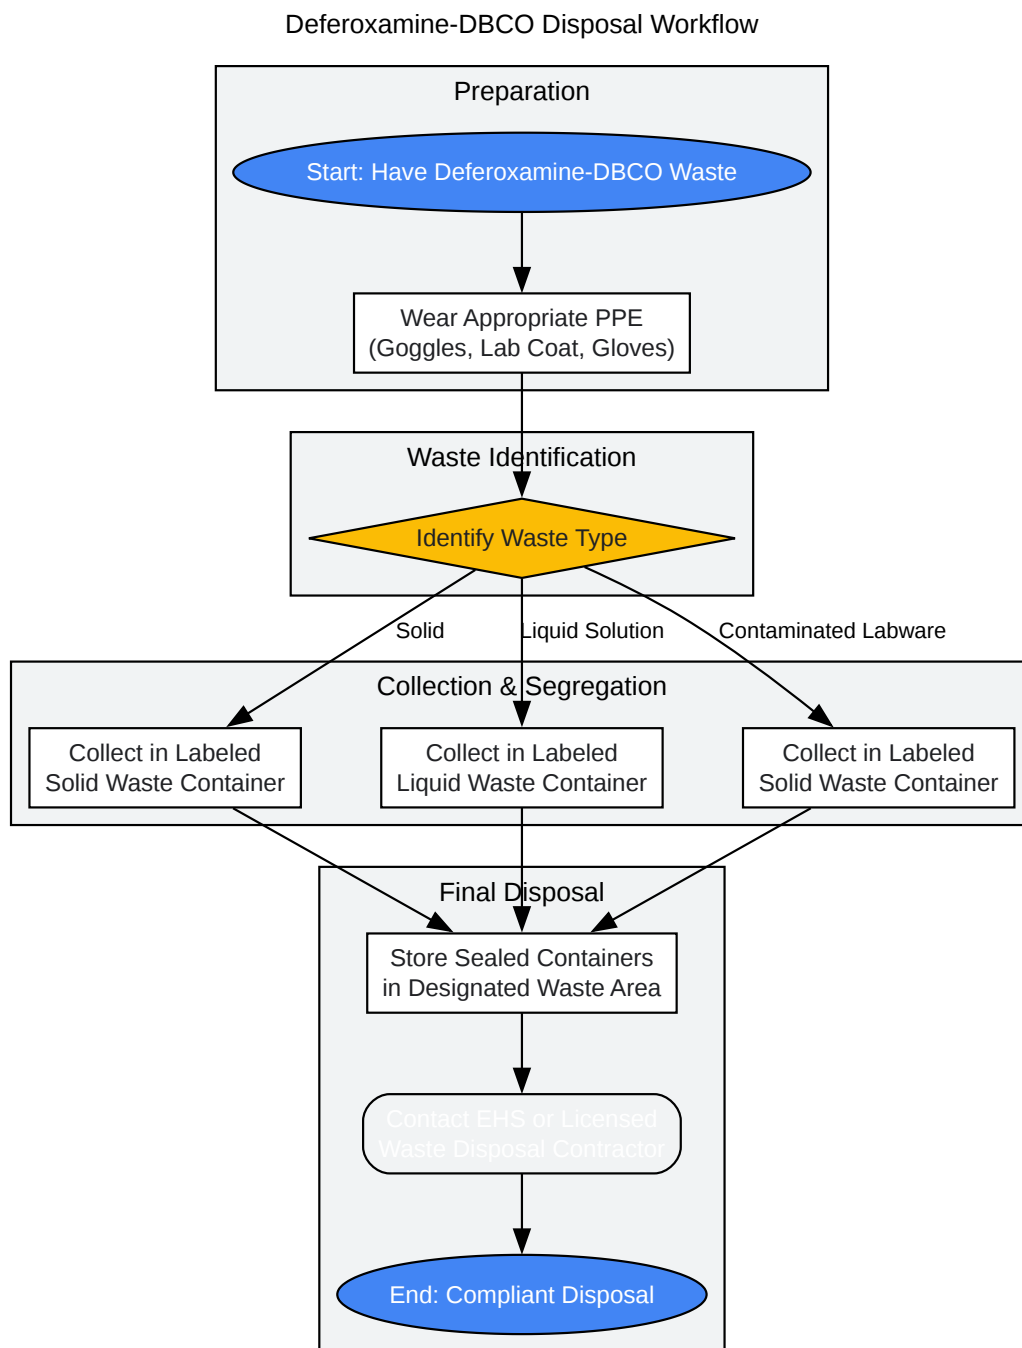 Deferoxamine-DBCO Disposal Workflow
Preparation
Start: Have Deferoxamine-DBCO Waste
Wear Appropriate PPE
(Goggles, Lab Coat, Gloves)
Waste Identification
Identify Waste Type
Solid
Liquid Solution
Contaminated Labware
Collection & Segregation
Collect in Labeled
Solid Waste Container
Collect in Labeled
Liquid Waste Container
Collect in Labeled
Solid Waste Container
Final Disposal
Store Sealed Containers
in Designated Waste Area
Contact EHS or Licensed
Waste Disposal Contractor
End: Compliant Disposal